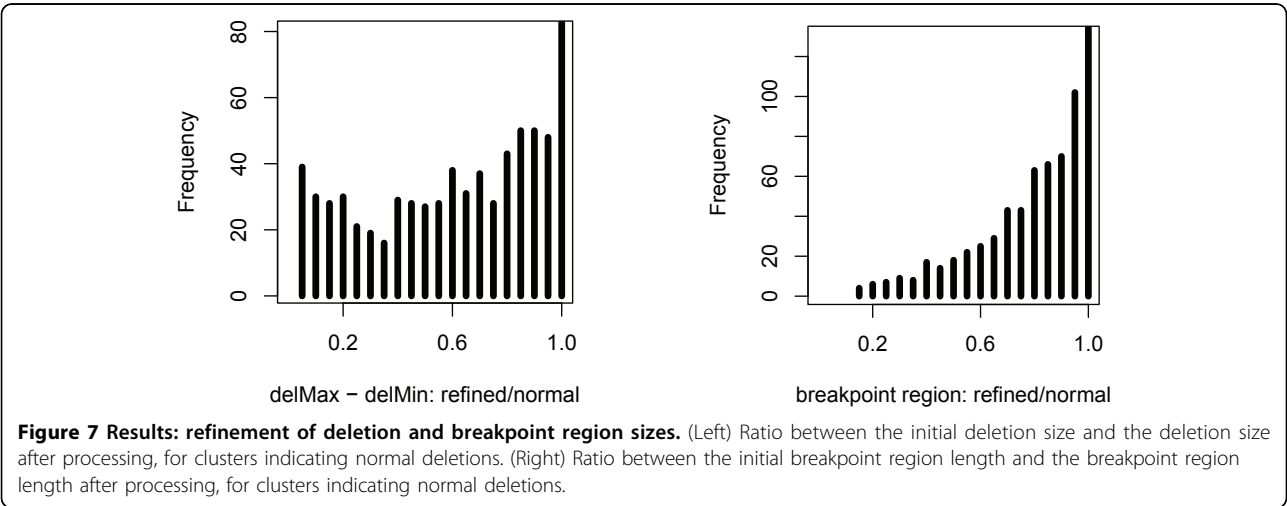 80
60
40
20
0
Frequency
0.2 0.6 1.0
delMax − delMin: refined/normal
100
60
20
0
Frequency
0.2 0.6 1.0
breakpoint region: refined/normal
Figure 7 Results: refinement of deletion and breakpoint region sizes. (Left) Ratio between the initial deletion size and the deletion size
after processing, for clusters indicating normal deletions. (Right) Ratio between the initial breakpoint region length and the breakpoint region
length after processing, for clusters indicating normal deletions.